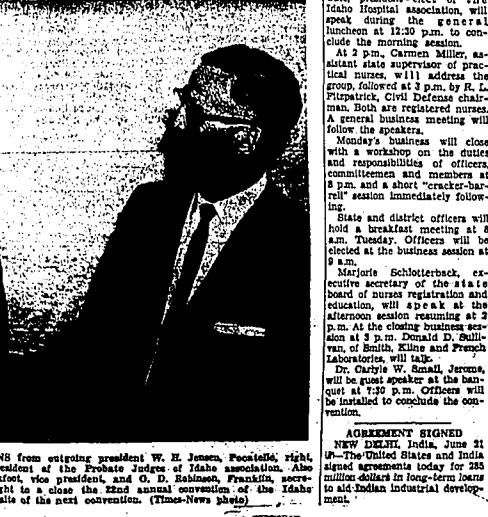 Idaho Hospital association, will
speak during the general
luncheon at 12:30 p.m. to con-
clude the morning session.
At 2 p.m., Carmen Miller, as-
sistant state supervisor of prac-
tical nurses, will address the
group, followed at 3 p.m. by R. L.
Fitzpatrick, Civil Defense chair-
man. Both are registered nurses.
A general business meeting will
follow the speakers.
Monday's business will close
with a workshop on the duties
and responsibilities of officers,
committeemen and members at
8 p.m. and a short "cracker-bar-
rell" session immediately follow-
ing.
State and district officers will
hold a breakfast meeting at 8
a.m. Tuesday. Officers will be
elected at the business session at
9 a.m.
Marjorie Schlotterback, ex-
ecutive secretary of the state
board of nurses registration and
education, will speak at the
afternoon session resuming at 2
p.m. At the closing business ses-
sion at 3 p.m. Donald D. Sulli-
van, of Smith, Kline and French
Laboratories, will talk.
Dr. Carlyle W. Small, Jerome,
will be guest speaker at the ban-
quet at 7:30 p.m. Officers will
be installed to conclude the con-
vention.
AGREEMENT SIGNED
NEW DELHI, India, June 21
—The United States and India
signed agreements today for 285
million dollars in long-term loans
to aid Indian industrial develop-
ment.
NS from outgoing president W. H. Jensen, Pocatello, right,
esident of the Probate Judges of Idaho association. Also
kfoot, vice president, and O. D. Robinson, Franklin, secre-
ght to a close the 22nd annual convention of the Idaho
site of the next convention. (Times-News photo)